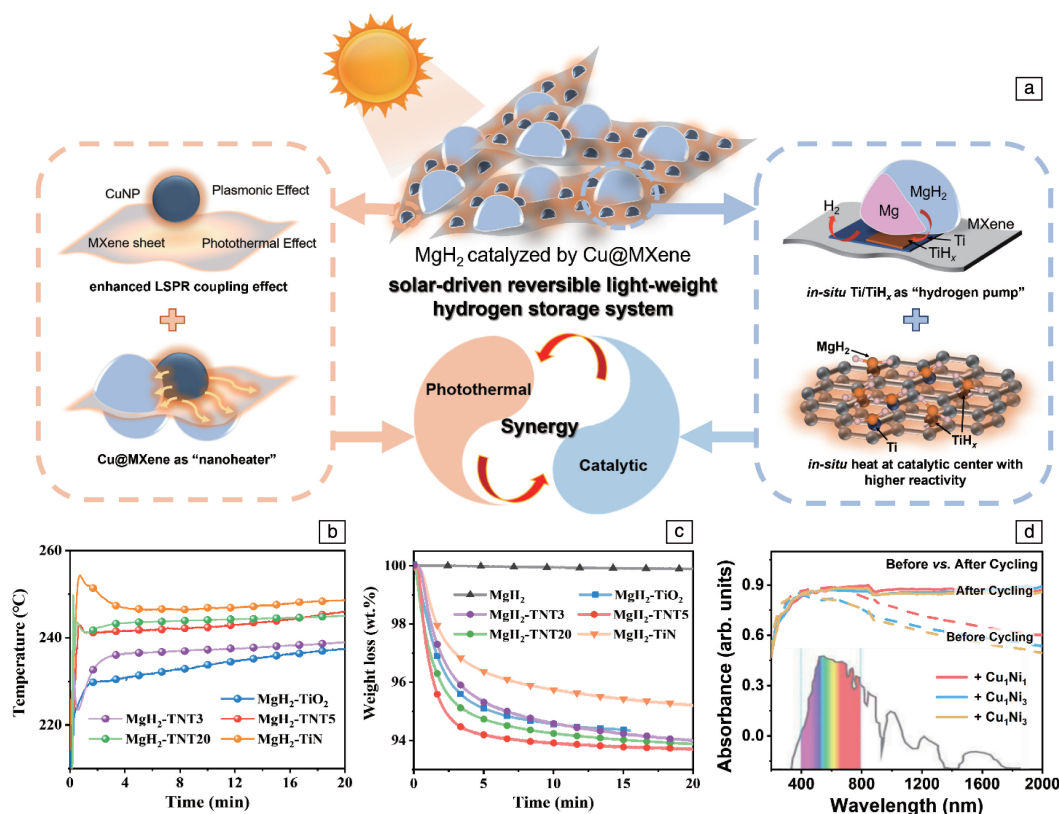 a
CuNP
Plasmonic Effect
MXene sheet
Photothermal Effect
enhanced LSPR coupling effect
Cu@MXene as “nanoheater”
MgH2 catalyzed by Cu@MXene
solar-driven reversible light-weight
hydrogen storage system
Photothermal
Synergy
Catalytic
H2
Mg
MgH2
MXene
Ti
TiHx
in-situ Ti/TiHx as “hydrogen pump”
MgH2
Ti
TiHx
in-situ heat at catalytic center with
higher reactivity
b
260
240
220
Temperature (°C)
MgH2-TiO2
MgH2-TNT3
MgH2-TNT5
MgH2-TNT20
MgH2-TiN
0 4 8 12 16 20
Time (min)
c
100
98
96
94
Weight loss (wt.%)
MgH2
MgH2-TiO2
MgH2-TNT3
MgH2-TNT5
MgH2-TNT20
MgH2-TiN
0 5 10 15 20
Time (min)
d
Before vs. After Cycling
After Cycling
Before Cycling
0.9
0.6
0.3
0.0
Absorbance (arb. units)
+ Cu1Ni1
+ Cu1Ni3
+ Cu1Ni3
400 800 1200 1600 2000
Wavelength (nm)